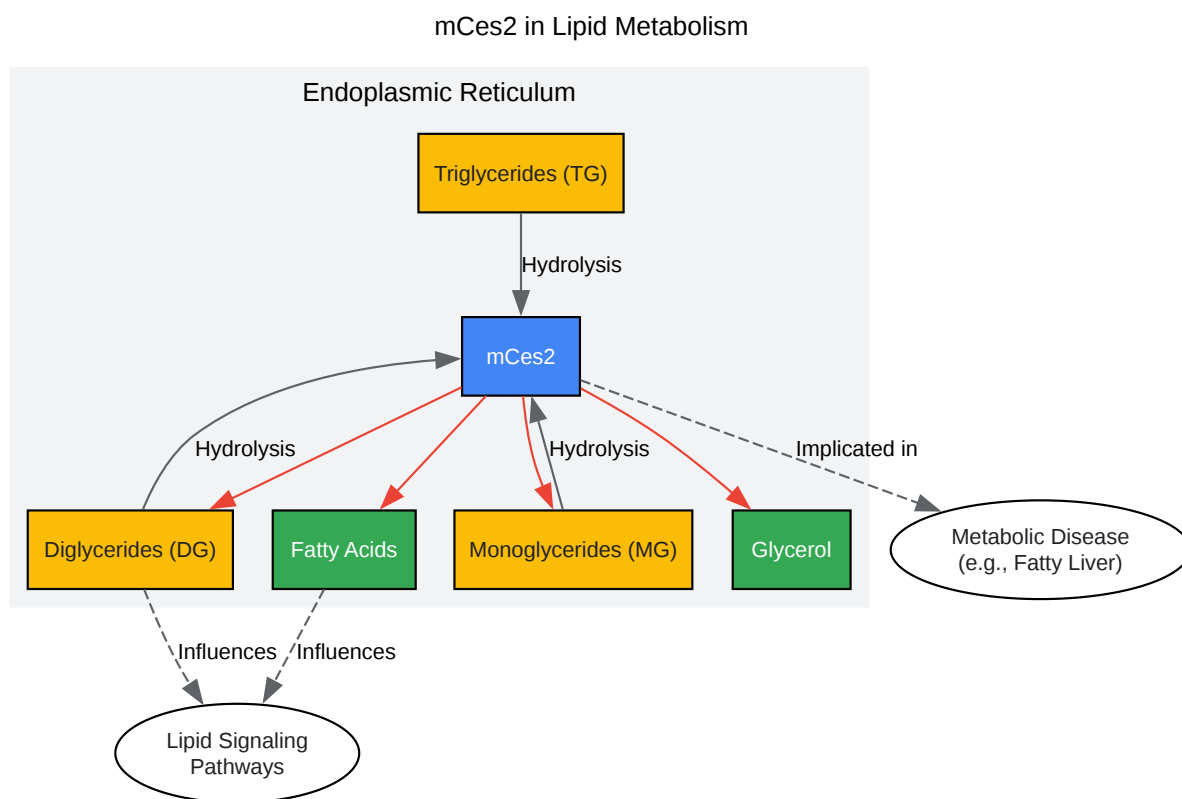 mCes2 in Lipid Metabolism
Endoplasmic Reticulum
Triglycerides (TG)
Hydrolysis
mCes2
Hydrolysis
Hydrolysis
Implicated in
Diglycerides (DG)
Fatty Acids
Monoglycerides (MG)
Glycerol
Metabolic Disease
(e.g., Fatty Liver)
Influences
Influences
Lipid Signaling
Pathways